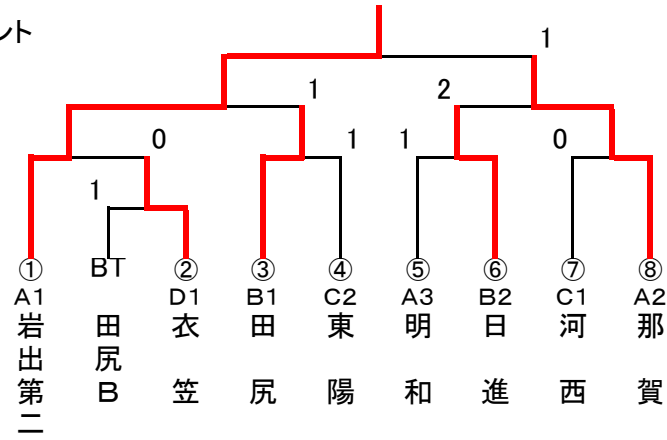 ント
1
1
2
0
1
1
0
1
① BT ② ③ ④ ⑤ ⑥ ⑦ ⑧
A1 D1 B1 C2 A3 B2 C1 A2
岩出第二
田尻B
衣笠
田尻
東陽
明和
日進
河西
那賀